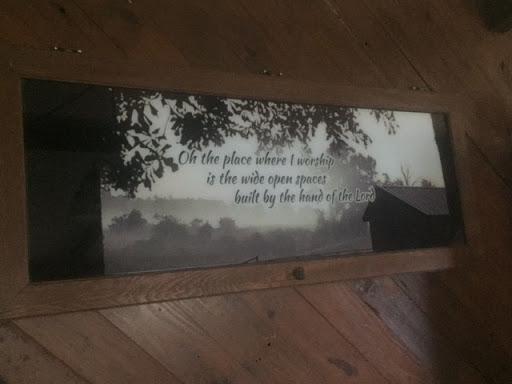 Oh the place where I worship
is the wide open spaces
built by the hand of the Lord